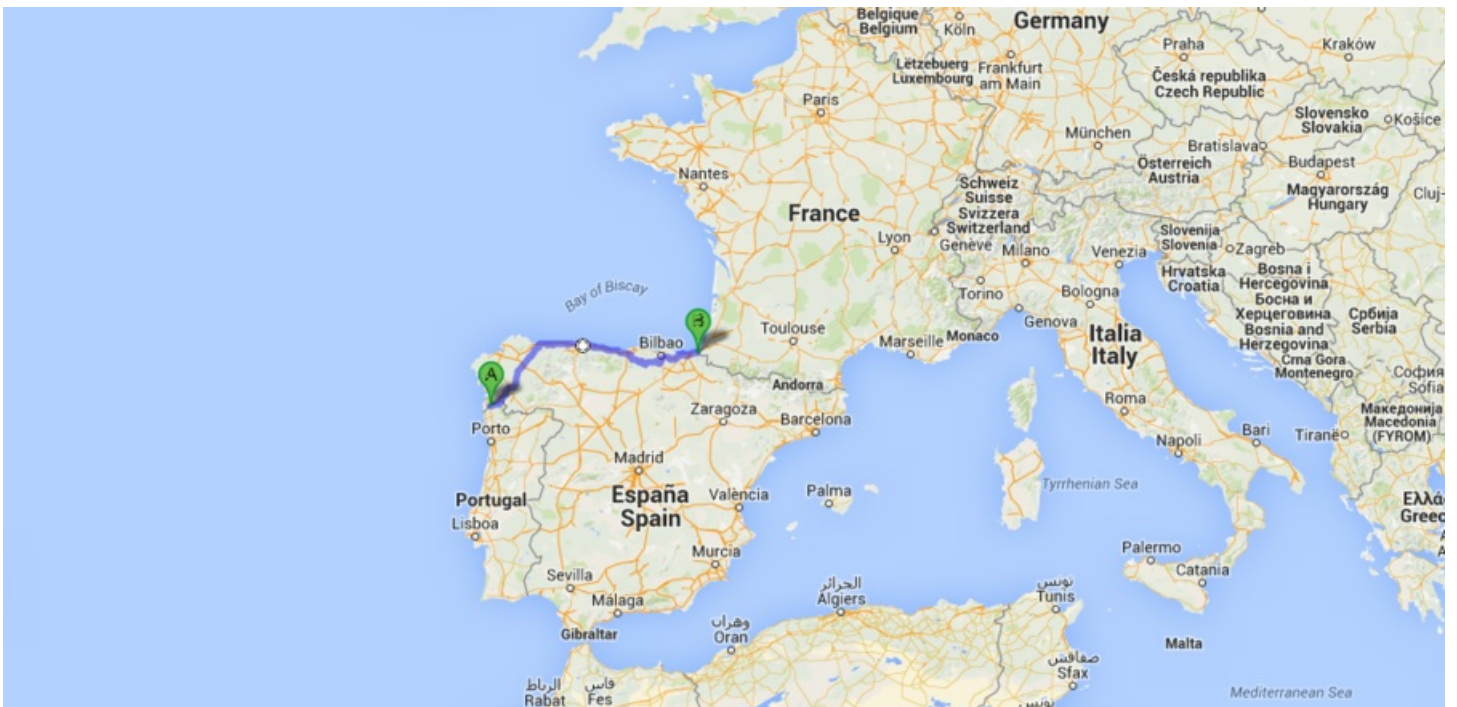 Belgique
Belgium
Köln
Germany
Praha
Kraków
Lëtzebuerg
Luxembourg
Frankfurt
am Main
Česká republika
Czech Republic
Paris
Slovensko
Slovakia
Košice
München
Bratislava
Österreich
Austria
Budapest
Nantes
Schweiz
Suisse
Svizzera
Switzerland
Magyarország
Hungary
Cluj-
France
Lyon
Genève
Milano
Venezia
Slovenija
Slovenia
Zagreb
Hrvatska
Croatia
Bosna i
Hercegovina
Босна и
Херцеговина
Bosnia and
Herzegovina
Torino
Bologna
Bay of Biscay
Србија
Serbia
B
Bilbao
Toulouse
Genova
Marseille
Monaco
Italia
Italy
Crna Gora
Montenegro
София
Sofia
A
Andorra
Zaragoza
Barcelona
Roma
Македонија
Macedonia
(FYROM)
Porto
Napoli
Bari
Tiranë
Madrid
Portugal
España
Spain
València
Palma
Tyrrhenian Sea
Ελλά
Greec
Lisboa
Murcia
Palermo
Catania
Sevilla
Málaga
Gibraltar
الجزائر
Algiers
تونس
Tunis
وهران
Oran
Malta
صفاقس
Sfax
الرباط
Rabat
فاس
Fes
Mediterranean Sea